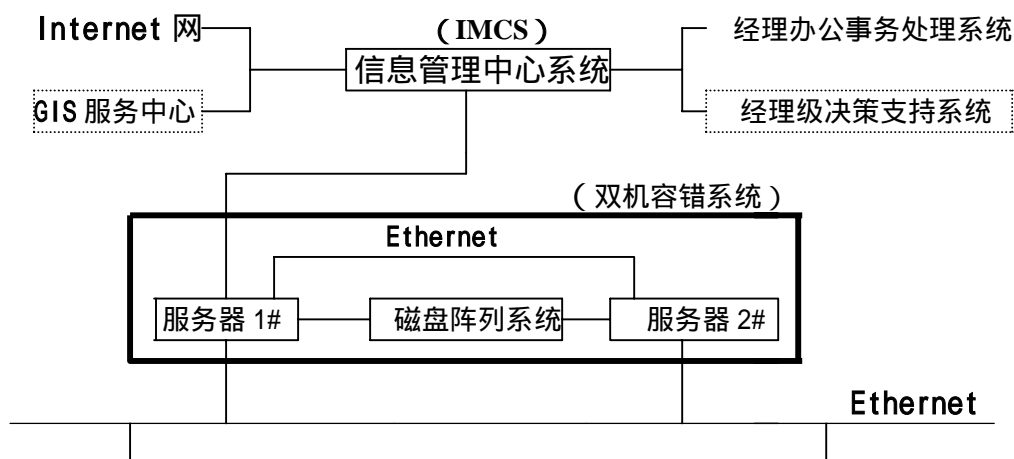 Internet 网
(IMCS)
经理办公事务处理系统
信息管理中心系统
GIS 服务中心
经理级决策支持系统
(双机容错系统)
Ethernet
服务器 1#
磁盘阵列系统
服务器 2#
Ethernet